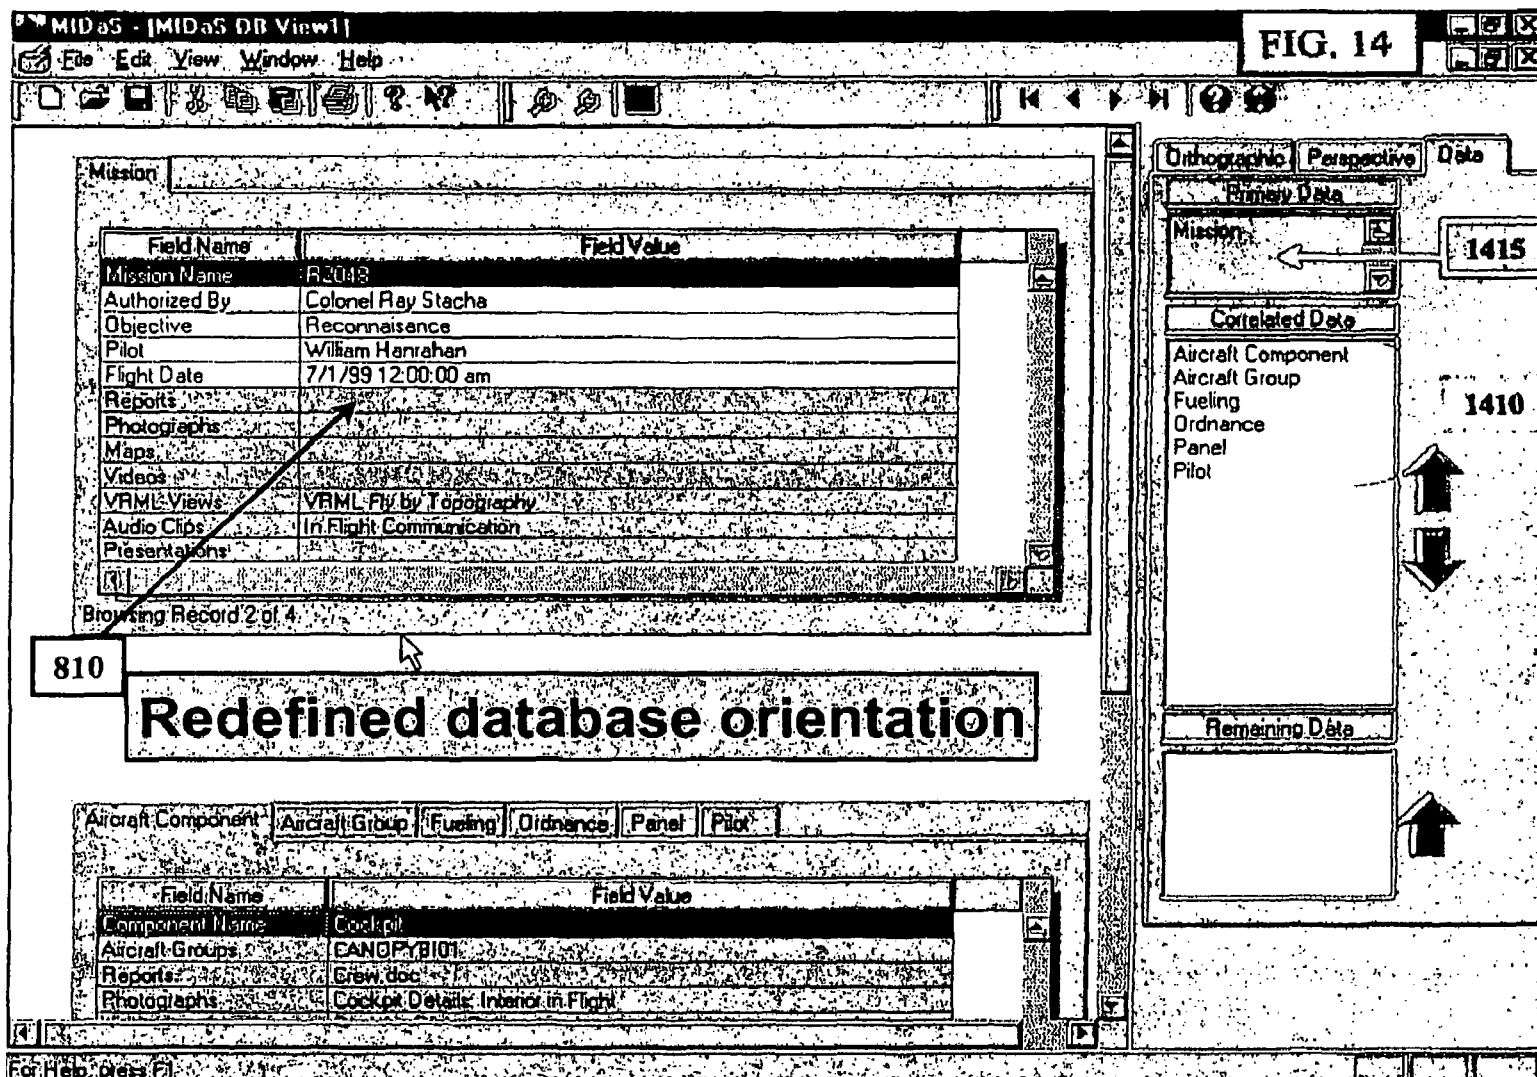 MIDaS - [MIDaS DB View1]
FIG. 14
File Edit View Window Help
Mission
Field Name Field Value
Mission Name R2048
Authorized By Colonel Ray Stacha
Objective Reconnaisance
Pilot William Hanrahan
Flight Date 7/1/99 12:00:00 am
Reports
Photographs
Maps
Videos
VRML Views VRML Fly by Topography
Audio Clips In Flight Communication
Presentations
Browsing Record 2 of 4
810
Redefined database orientation
Aircraft Component Aircraft Group Fueling Ordnance Panel Pilot
Field Name Field Value
Component Name Cockpit
Aircraft Groups CANOPYBI01
Reports Crew.doc
Photographs Cockpit Details: Interior in Flight
Orthographic Perspective Data
Primary Data
Mission
1415
Correlated Data
Aircraft Component
Aircraft Group
Fueling
Ordnance
Panel
Pilot
1410
Remaining Data
For Help, press F1